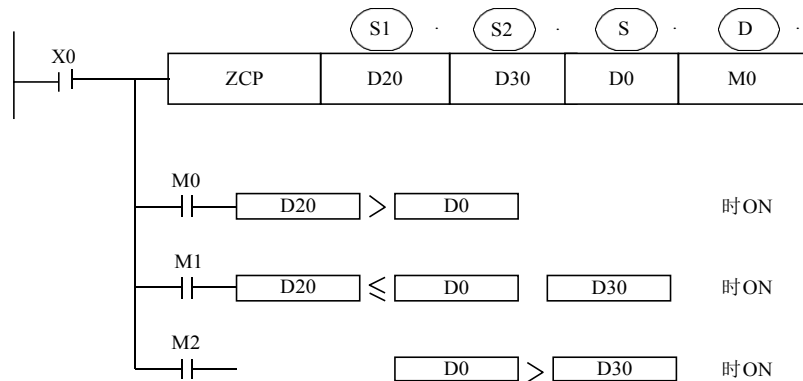 S1 · S2 · S · D ·
X0
ZCP D20 D30 D0 M0
M0
D20 > D0 时ON
M1
D20 ≤ D0 D30 时ON
M2
D0 > D30 时ON